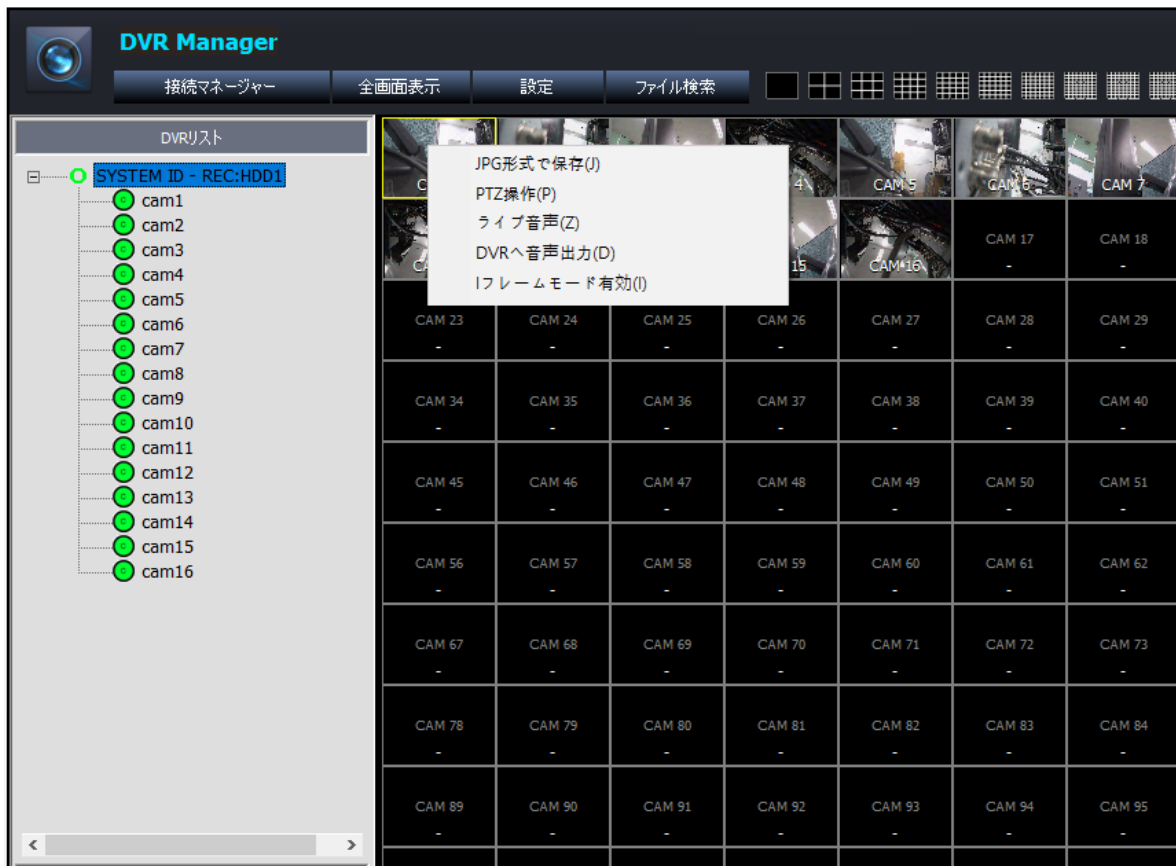 DVR Manager
接続マネージャー 全画面表示 設定 ファイル検索
DVRリスト
SYSTEM ID - REC:HDD1
cam1
cam2
cam3
cam4
cam5
cam6
cam7
cam8
cam9
cam10
cam11
cam12
cam13
cam14
cam15
cam16
JPG形式で保存(J)
PTZ操作(P)
ライブ音声(Z)
DVRへ音声出力(D)
Iフレームモード有効(I)
C 4 CAM 5 CAM 6 CAM 7
CA 15 CAM 16 CAM 17 CAM 18
- -
CAM 23 CAM 24 CAM 25 CAM 26 CAM 27 CAM 28 CAM 29
- - - - - - -
CAM 34 CAM 35 CAM 36 CAM 37 CAM 38 CAM 39 CAM 40
- - - - - - -
CAM 45 CAM 46 CAM 47 CAM 48 CAM 49 CAM 50 CAM 51
- - - - - - -
CAM 56 CAM 57 CAM 58 CAM 59 CAM 60 CAM 61 CAM 62
- - - - - - -
CAM 67 CAM 68 CAM 69 CAM 70 CAM 71 CAM 72 CAM 73
- - - - - - -
CAM 78 CAM 79 CAM 80 CAM 81 CAM 82 CAM 83 CAM 84
- - - - - - -
CAM 89 CAM 90 CAM 91 CAM 92 CAM 93 CAM 94 CAM 95
- - - - - - -